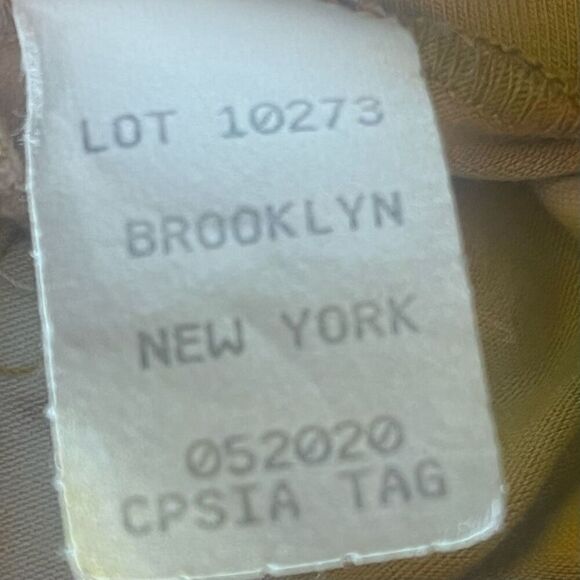 LOT 10273
BROOKLYN
NEW YORK
052020
CPSIA TAG